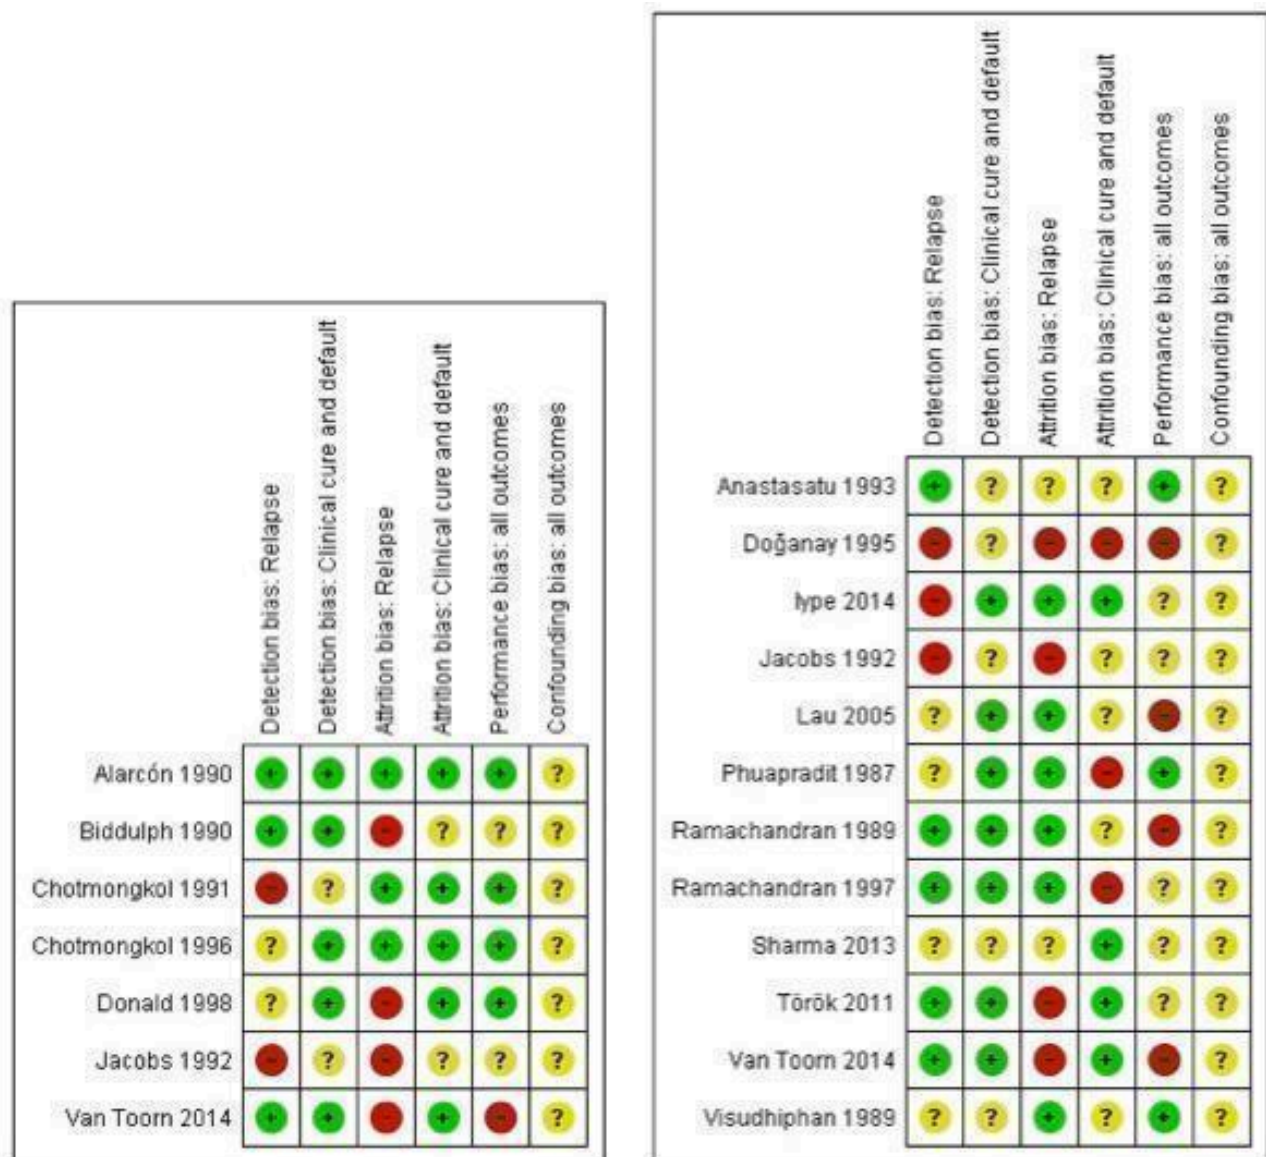 Detection bias: Relapse
Detection bias: Clinical cure and default
Attrition bias: Relapse
Attrition bias: Clinical cure and default
Performance bias: all outcomes
Confounding bias: all outcomes
Alarcón 1990 + + + + + ?
Biddulph 1990 + + - ? ? ?
Chotmongkol 1991 - ? + + + ?
Chotmongkol 1996 ? + + + + ?
Donald 1998 ? + - + + ?
Jacobs 1992 - ? - ? ? ?
Van Toorn 2014 + + - + - ?
Detection bias: Relapse
Detection bias: Clinical cure and default
Attrition bias: Relapse
Attrition bias: Clinical cure and default
Performance bias: all outcomes
Confounding bias: all outcomes
Anastasatu 1993 + ? ? ? + ?
Doğanay 1995 - ? - - - ?
Iype 2014 - + + + ? ?
Jacobs 1992 - ? - ? ? ?
Lau 2005 ? + + ? - ?
Phuapradit 1987 ? + + - + ?
Ramachandran 1989 + + + ? - ?
Ramachandran 1997 + + + - ? ?
Sharma 2013 ? ? ? + ? ?
Török 2011 + + - + ? ?
Van Toorn 2014 + + - + - ?
Visudhiphan 1989 ? ? + ? + ?